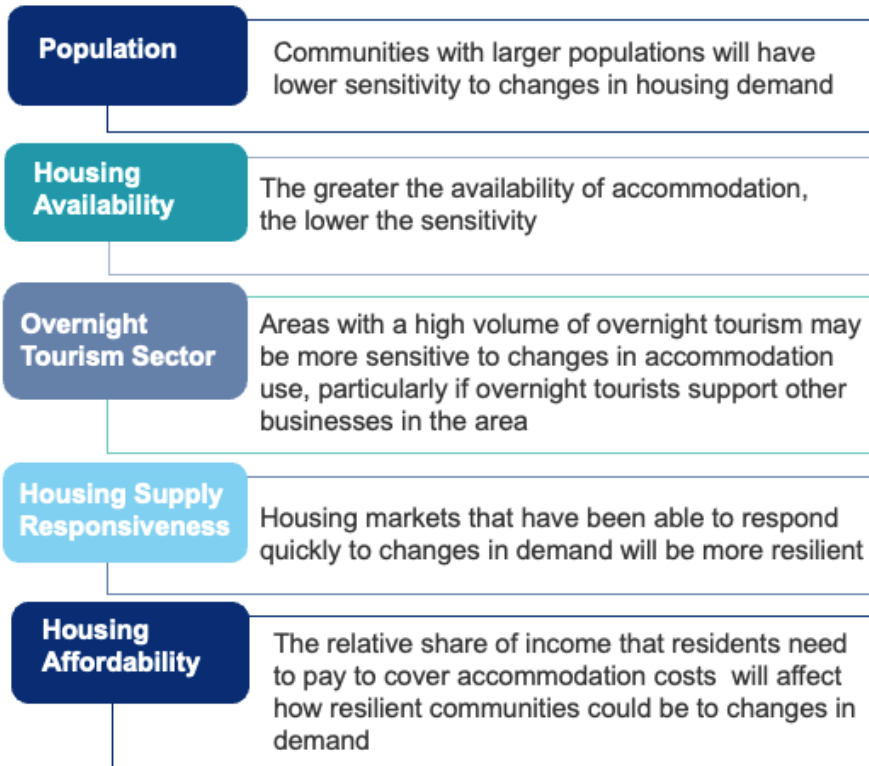 Population
Communities with larger populations will have
lower sensitivity to changes in housing demand
Housing
Availability
The greater the availability of accommodation,
the lower the sensitivity
Overnight
Tourism Sector
Areas with a high volume of overnight tourism may
be more sensitive to changes in accommodation
use, particularly if overnight tourists support other
businesses in the area
Housing Supply
Responsiveness
Housing markets that have been able to respond
quickly to changes in demand will be more resilient
Housing
Affordability
The relative share of income that residents need
to pay to cover accommodation costs  will affect
how resilient communities could be to changes in
demand